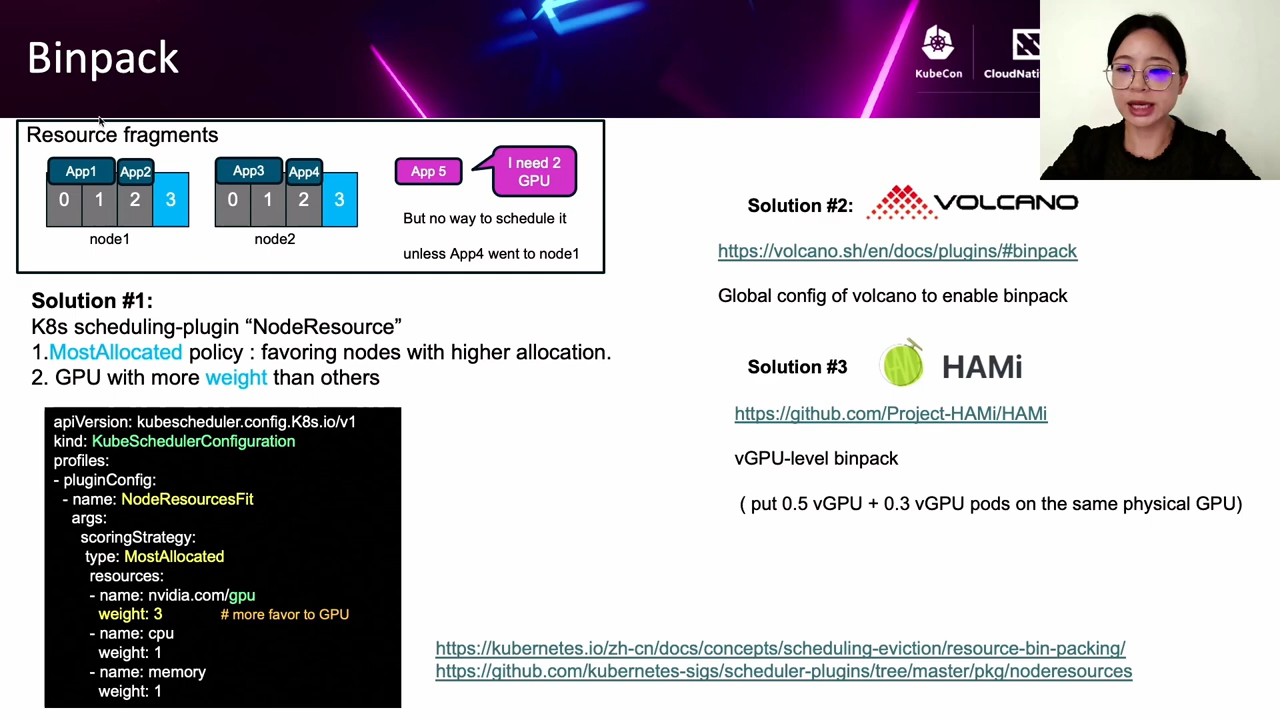 Binpack
KubeCon
CloudNati
Resource fragments
App1
App2
0 1 2 3
node1
App3
App4
0 1 2 3
node2
App 5
I need 2
GPU
But no way to schedule it
unless App4 went to node1
Solution #1:
K8s scheduling-plugin “NodeResource”
1.MostAllocated policy : favoring nodes with higher allocation.
2. GPU with more weight than others
apiVersion: kubescheduler.config.K8s.io/v1
kind: KubeSchedulerConfiguration
profiles:
- pluginConfig:
- name: NodeResourcesFit
args:
scoringStrategy:
type: MostAllocated
resources:
- name: nvidia.com/gpu
weight: 3 # more favor to GPU
- name: cpu
weight: 1
- name: memory
weight: 1
Solution #2: VOLCANO
https://volcano.sh/en/docs/plugins/#binpack
Global config of volcano to enable binpack
Solution #3 HAMi
https://github.com/Project-HAMi/HAMi
vGPU-level binpack
( put 0.5 vGPU + 0.3 vGPU pods on the same physical GPU)
https://kubernetes.io/zh-cn/docs/concepts/scheduling-eviction/resource-bin-packing/
https://github.com/kubernetes-sigs/scheduler-plugins/tree/master/pkg/noderesources